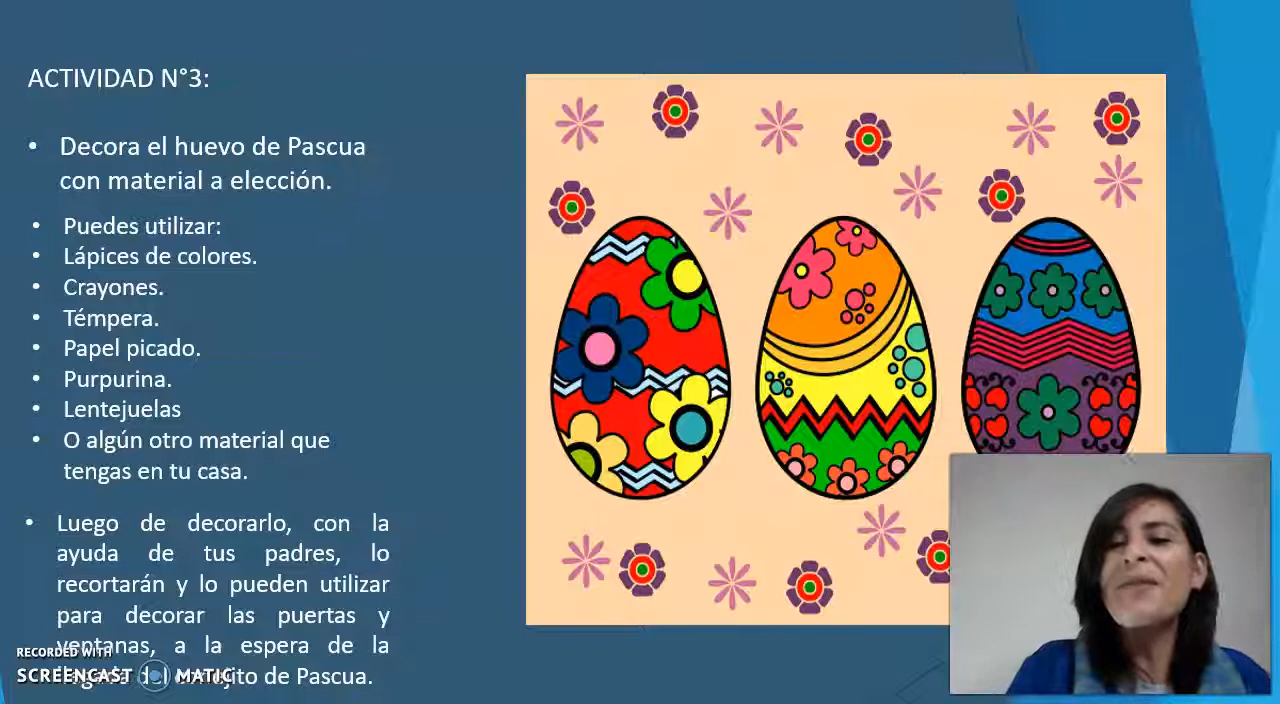 ACTIVIDAD N°3:
• Decora el huevo de Pascua
con material a elección.
• Puedes utilizar:
• Lápices de colores.
• Crayones.
• Témpera.
• Papel picado.
• Purpurina.
• Lentejuelas
• O algún otro material que
tengas en tu casa.
• Luego de decorarlo, con la
ayuda de tus padres, lo
recortarán y lo pueden utilizar
para decorar las puertas y
ventanas, a la espera de la
de Pascua.
RECORDED WITH
SCREENCAST MATIC